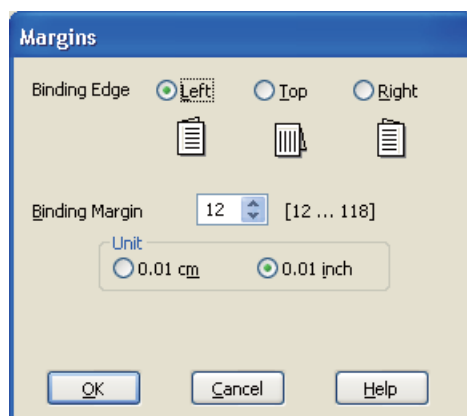 Margins
Binding Edge Left Top Right
Binding Margin 12 [12 ... 118]
Unit
0.01 cm 0.01 inch
OK Cancel Help